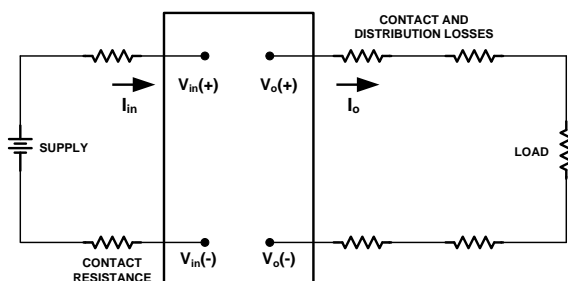 CONTACT AND
DISTRIBUTION LOSSES
Vin(+)
Vo(+)
Iin
Io
SUPPLY
LOAD
CONTACT
RESISTANCE
Vin(-)
Vo(-)